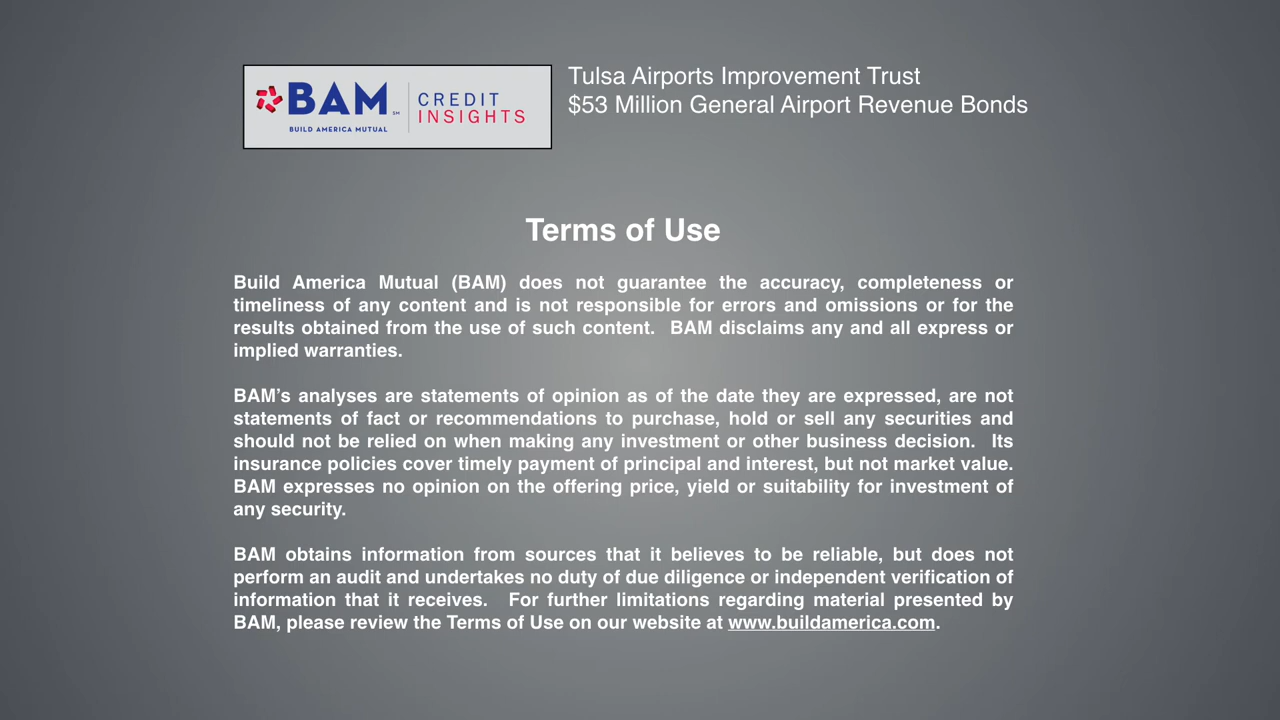 BAM SM
BUILD AMERICA MUTUAL
CREDIT
INSIGHTS
Tulsa Airports Improvement Trust
$53 Million General Airport Revenue Bonds
Terms of Use
Build America Mutual (BAM) does not guarantee the accuracy, completeness or
timeliness of any content and is not responsible for errors and omissions or for the
results obtained from the use of such content.  BAM disclaims any and all express or
implied warranties.
BAM’s analyses are statements of opinion as of the date they are expressed, are not
statements of fact or recommendations to purchase, hold or sell any securities and
should not be relied on when making any investment or other business decision.  Its
insurance policies cover timely payment of principal and interest, but not market value.
BAM expresses no opinion on the offering price, yield or suitability for investment of
any security.
BAM obtains information from sources that it believes to be reliable, but does not
perform an audit and undertakes no duty of due diligence or independent verification of
information that it receives.  For further limitations regarding material presented by
BAM, please review the Terms of Use on our website at www.buildamerica.com.